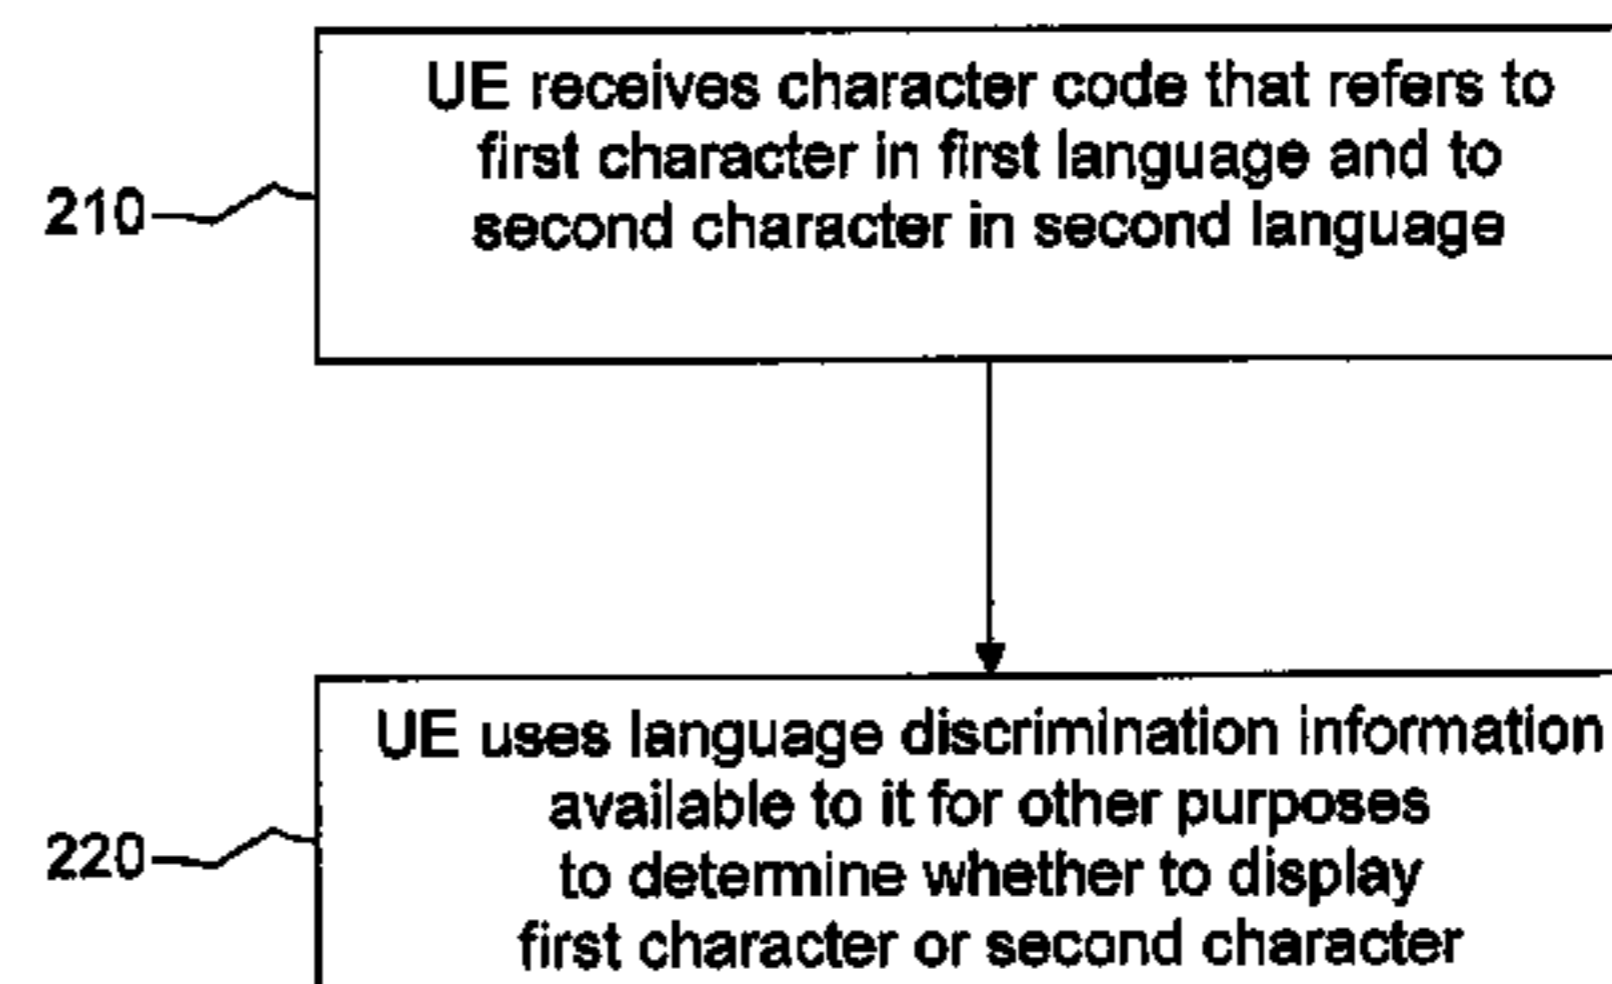 UE receives character code that refers to
first character in first language and to
210
second character in second language
UE uses language discrimination information
available to it for other purposes
220
to determine whether to display
first character or second character